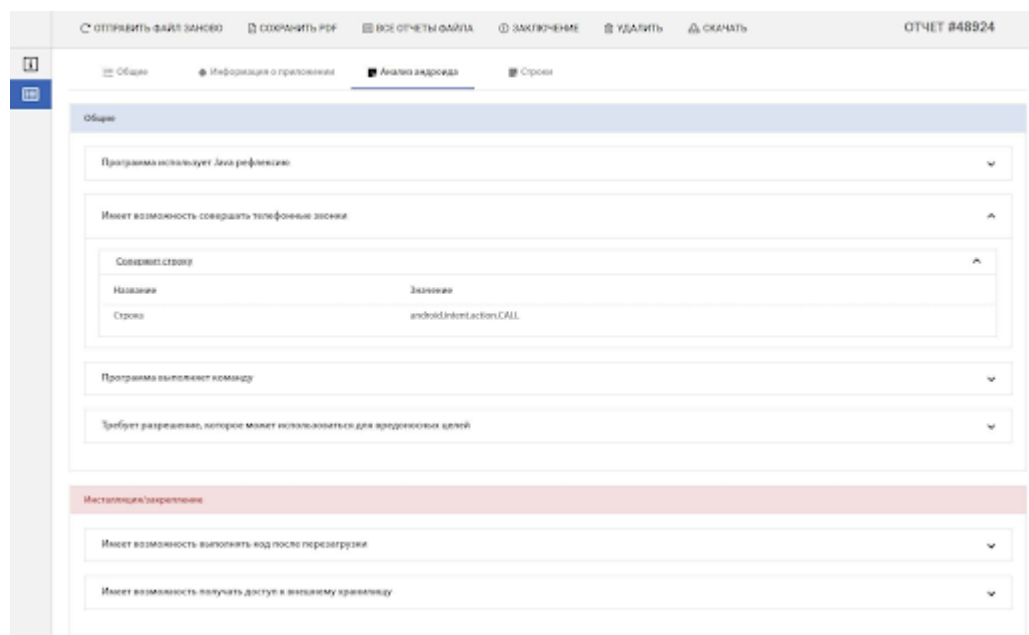 ОТПРАВИТЬ ФАЙЛ ЗАНОВО СОХРАНИТЬ PDF ВСЕ ОТЧЕТЫ ФАЙЛА ЗАКЛЮЧЕНИЕ УДАЛИТЬ СКАЧАТЬ ОТЧЕТ #48924
Общие Информация о приложении Анализ андроида Строки
Общие
Программа использует Java рефлексию
Имеет возможность совершать телефонные звонки
Содержит строку
Название Значение
Строка android.intent.action.CALL
Программа выполняет команду
Требует разрешение, которое может использоваться для вредоносных целей
Инсталляция/закрепление
Имеет возможность выполнять код после перезагрузки
Имеет возможность получать доступ к внешнему хранилищу